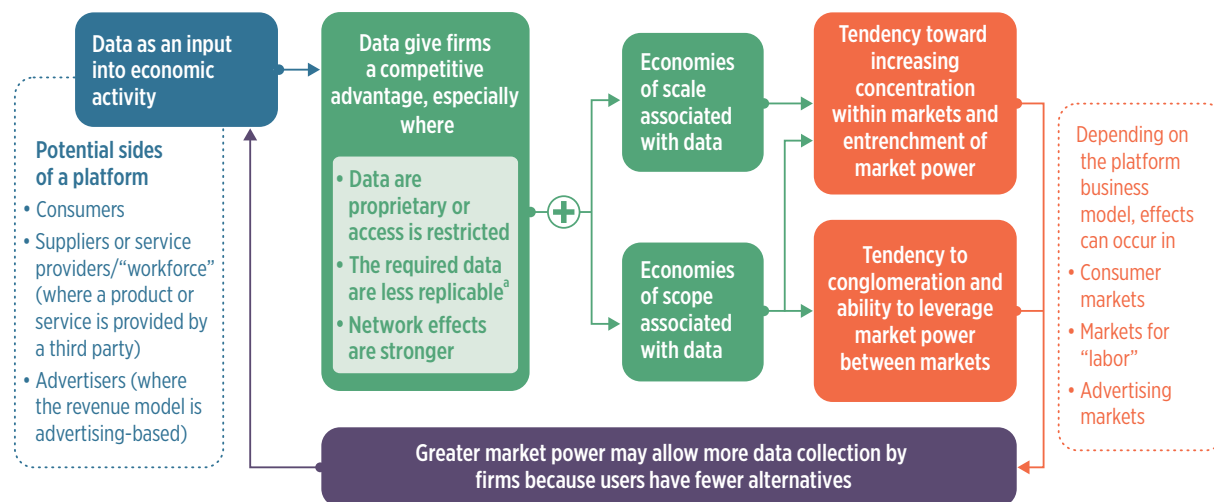 Data as an input
into economic
activity
Potential sides
of a platform
• Consumers
• Suppliers or service
providers/“workforce”
(where a product or
service is provided by
a third party)
• Advertisers (where
the revenue model is
advertising-based)
Data give firms
a competitive
advantage, especially
where
• Data are
proprietary or
access is restricted
• The required data
are less replicableᵃ
• Network effects
are stronger
Economies
of scale
associated
with data
Economies
of scope
associated
with data
Tendency toward
increasing
concentration
within markets and
entrenchment of
market power
Tendency to
conglomeration and
ability to leverage
market power
between markets
Depending on
the platform
business
model, effects
can occur in
• Consumer
markets
• Markets for
“labor”
• Advertising
markets
Greater market power may allow more data collection by
firms because users have fewer alternatives